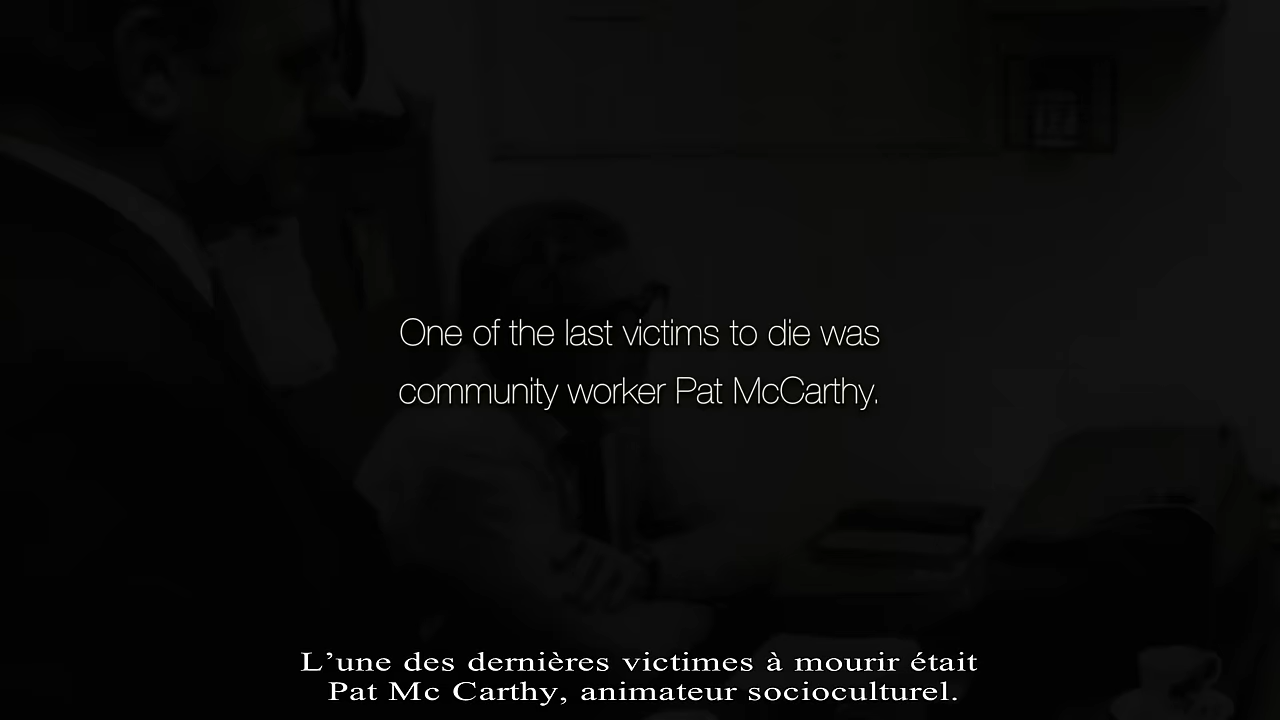 One of the last victims to die was
community worker Pat McCarthy.
L’une des dernières victimes à mourir était
Pat Mc Carthy, animateur socioculturel.